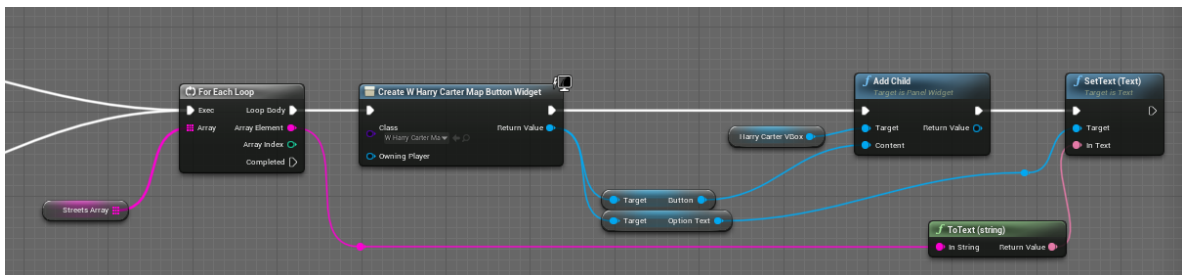 For Each Loop
Exec
Loop Body
Array
Array Element
Array Index
Completed
Streets Array
Create W Harry Carter Map Button Widget
Class
Return Value
W Harry Carter Ma
Owning Player
Target
Button
Target
Option Text
Harry Carter VBox
Add Child
Target is Panel Widget
Target
Return Value
Content
SetText (Text)
Target is Text
Target
In Text
ToText (string)
In String
Return Value